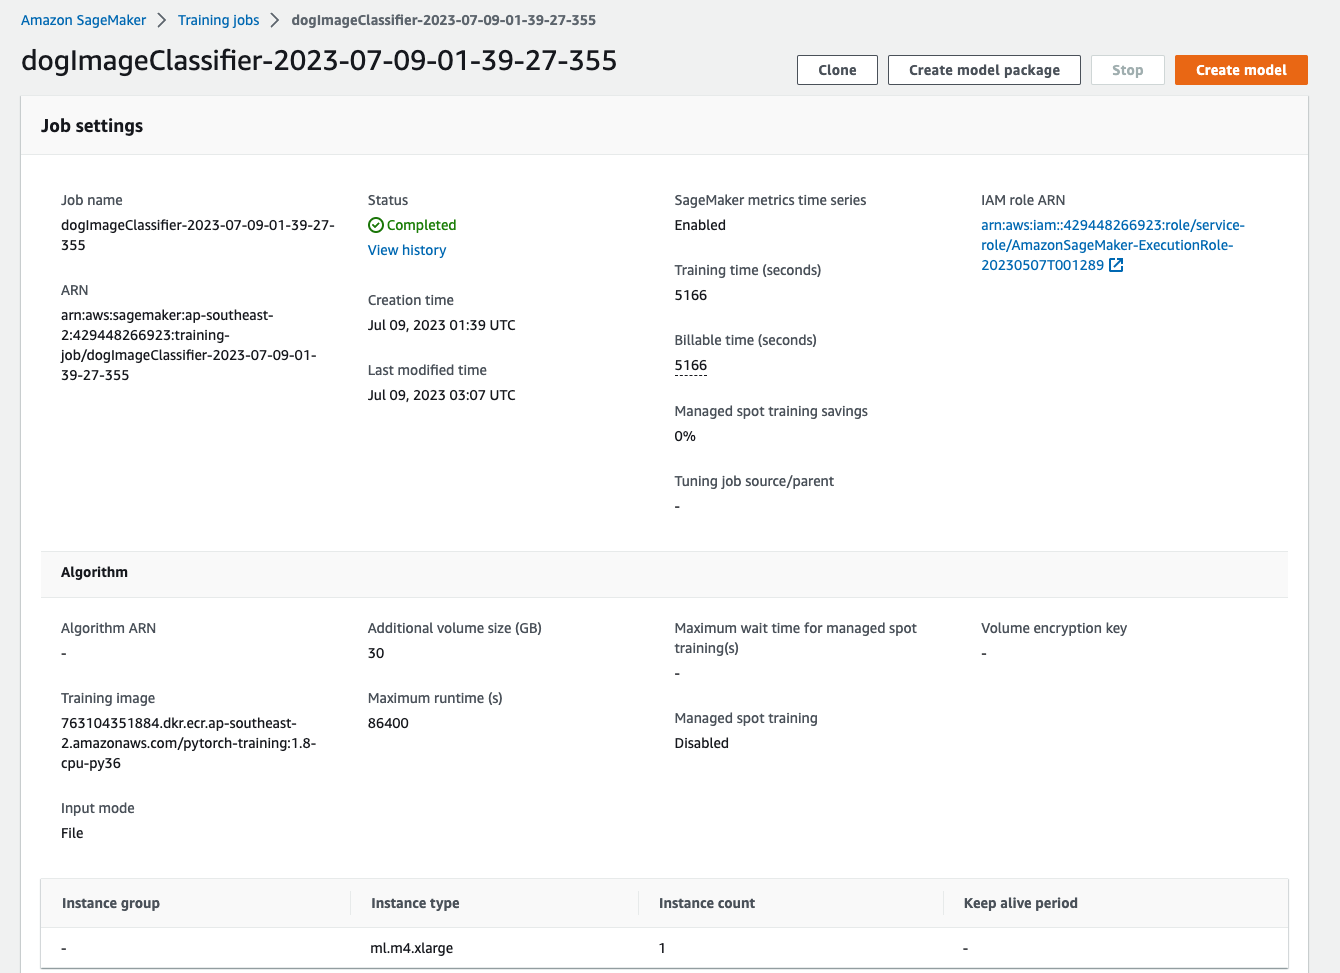 Amazon SageMaker > Training jobs > dogImageClassifier-2023-07-09-01-39-27-355
dogImageClassifier-2023-07-09-01-39-27-355
Clone
Create model package
Stop
Create model
Job settings
Job name
dogImageClassifier-2023-07-09-01-39-27-
355
ARN
arn:aws:sagemaker:ap-southeast-
2:429448266923:training-
job/dogImageClassifier-2023-07-09-01-
39-27-355
Status
Completed
View history
Creation time
Jul 09, 2023 01:39 UTC
Last modified time
Jul 09, 2023 03:07 UTC
SageMaker metrics time series
Enabled
Training time (seconds)
5166
Billable time (seconds)
5166
Managed spot training savings
0%
Tuning job source/parent
-
IAM role ARN
arn:aws:iam::429448266923:role/service-
role/AmazonSageMaker-ExecutionRole-
20230507T001289
Algorithm
Algorithm ARN
-
Training image
763104351884.dkr.ecr.ap-southeast-
2.amazonaws.com/pytorch-training:1.8-
cpu-py36
Input mode
File
Additional volume size (GB)
30
Maximum runtime (s)
86400
Maximum wait time for managed spot
training(s)
-
Managed spot training
Disabled
Volume encryption key
-
Instance group Instance type Instance count Keep alive period
- ml.m4.xlarge 1 -